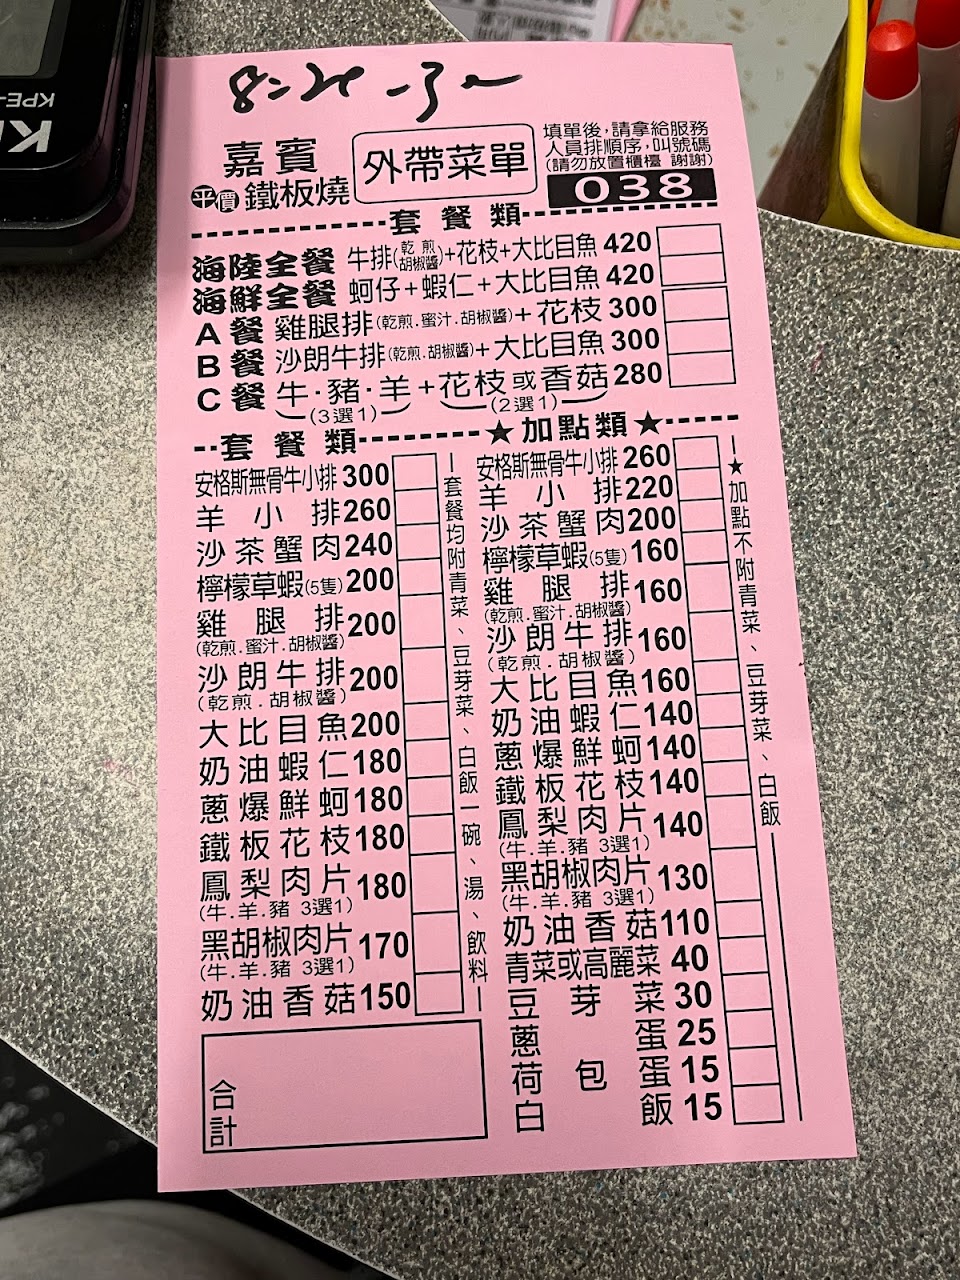 嘉賓
平價 鐵板燒
外帶菜單
填單後,請拿給服務
人員排順序,叫號碼
(請勿放置櫃檯 謝謝)
038
套餐類
海陸全餐 牛排(乾煎 胡椒醬)+花枝+大比目魚 420
海鮮全餐 蚵仔+蝦仁+大比目魚 420
A餐 雞腿排(乾煎.蜜汁.胡椒醬)+花枝 300
B餐 沙朗牛排(乾煎.胡椒醬)+大比目魚 300
C餐 牛·豬·羊+花枝或香菇 280
(3選1) (2選1)
套餐類
安格斯無骨牛小排 300
羊小排 260
沙茶蟹肉 240
檸檬草蝦(5隻) 200
雞腿排 200
(乾煎.蜜汁.胡椒醬)
沙朗牛排 200
(乾煎.胡椒醬)
大比目魚 200
奶油蝦仁 180
蔥爆鮮蚵 180
鐵板花枝 180
鳳梨肉片 180
(牛.羊.豬 3選1)
黑胡椒肉片 170
(牛.羊.豬 3選1)
奶油香菇 150
套餐均附青菜、豆芽菜、白飯一碗、湯、飲料
合計
★加點類★
安格斯無骨牛小排 260
羊小排 220
沙茶蟹肉 200
檸檬草蝦(5隻) 160
雞腿排 160
(乾煎.蜜汁.胡椒醬)
沙朗牛排 160
(乾煎.胡椒醬)
大比目魚 160
奶油蝦仁 140
蔥爆鮮蚵 140
鐵板花枝 140
鳳梨肉片 140
(牛.羊.豬 3選1)
黑胡椒肉片 130
(牛.羊.豬 3選1)
奶油香菇 110
青菜或高麗菜 40
豆芽菜 30
蔥蛋 25
荷包蛋 15
白飯 15
★加點不附青菜、豆芽菜、白飯